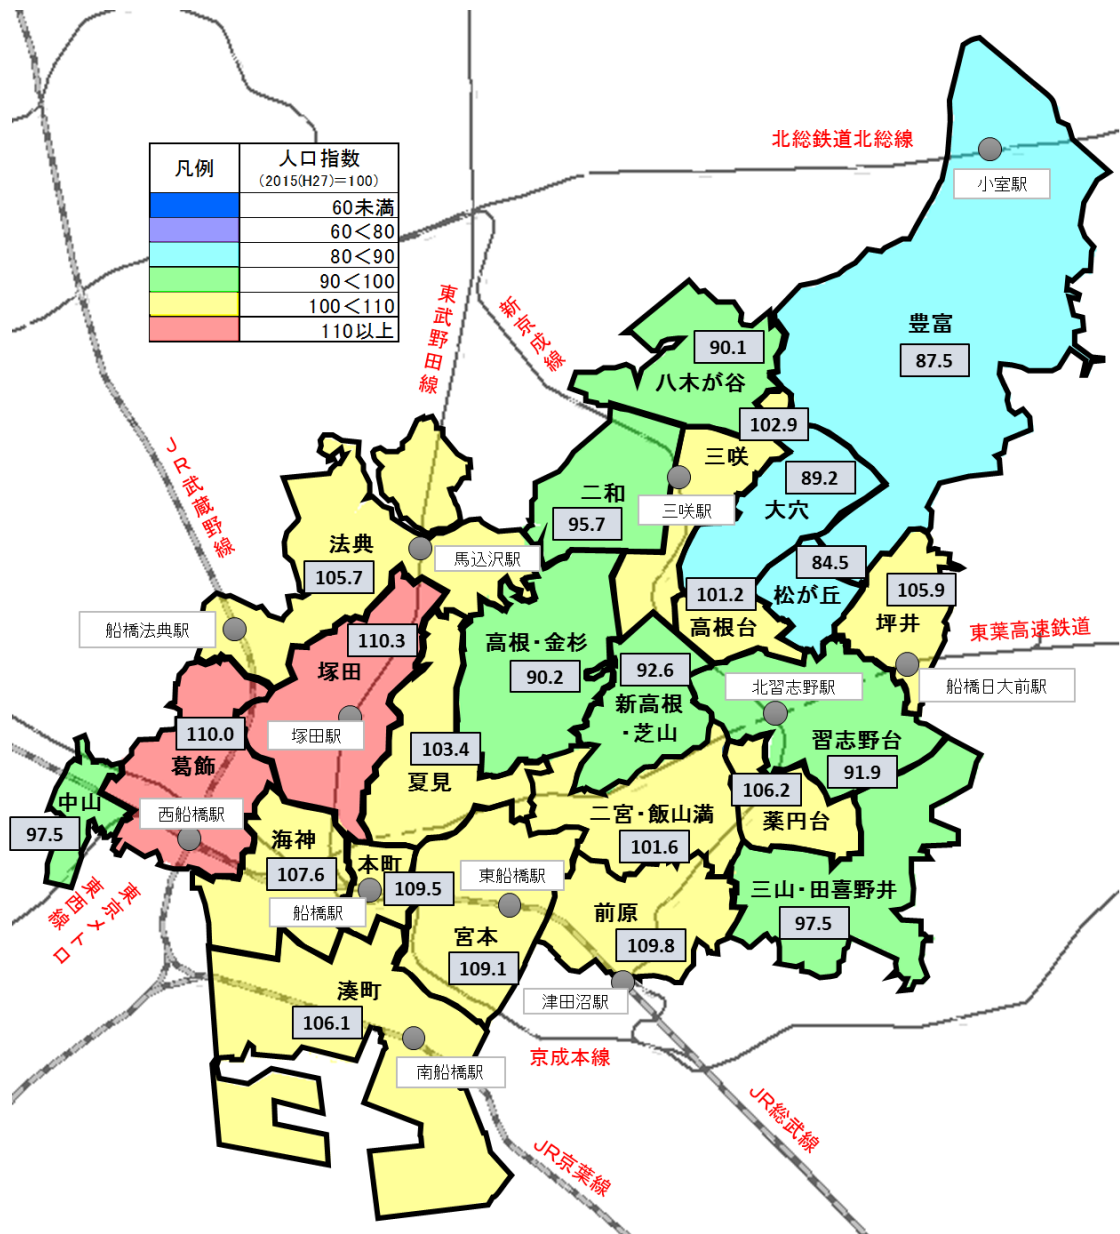 北総鉄道北総線
小室駅
凡例
人口指数
(2015(H27)=100)
60未満
60<80
80<90
90<100
100<110
110以上
東武野田線
新京成線
豊富
87.5
90.1
八木が谷
102.9
三咲
三咲駅
89.2
大穴
二和
95.7
JR武蔵野線
法典
105.7
馬込沢駅
84.5
松が丘
105.9
坪井
101.2
高根台
東葉高速鉄道
船橋日大前駅
船橋法典駅
110.3
塚田
塚田駅
高根・金杉
90.2
92.6
新高根
・芝山
北習志野駅
習志野台
91.9
110.0
葛飾
103.4
夏見
中山
97.5
西船橋駅
106.2
薬円台
二宮・飯山満
101.6
海神
107.6
本町
109.5
船橋駅
東船橋駅
三山・田喜野井
97.5
前原
109.8
宮本
109.1
東京メトロ
東西線
湊町
106.1
津田沼駅
京成本線
南船橋駅
JR総武線
JR京葉線